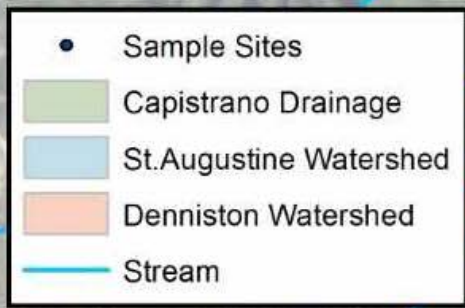 Sample Sites
Capistrano Drainage
St.Augustine Watershed
Denniston Watershed
Stream